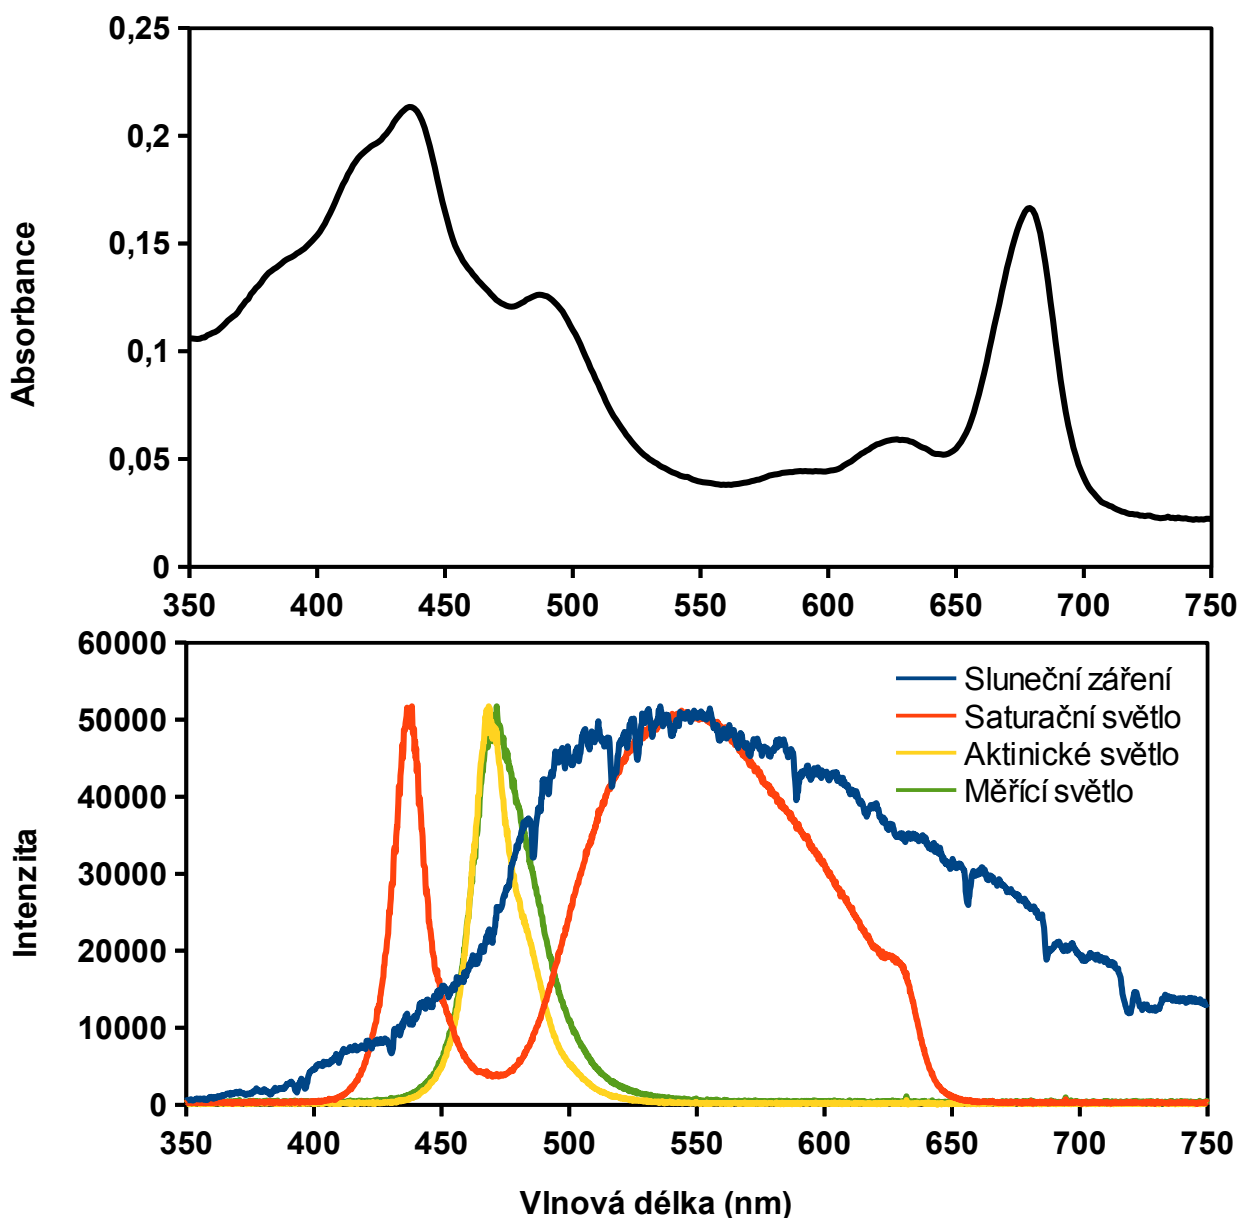 0,25
0,2
0,15
0,1
0,05
0
Absorbance
350 400 450 500 550 600 650 700 750
60000
50000
40000
30000
20000
10000
0
Intenzita
Sluneční záření
Saturační světlo
Aktinické světlo
Měřící světlo
350 400 450 500 550 600 650 700 750
Vlnová délka (nm)